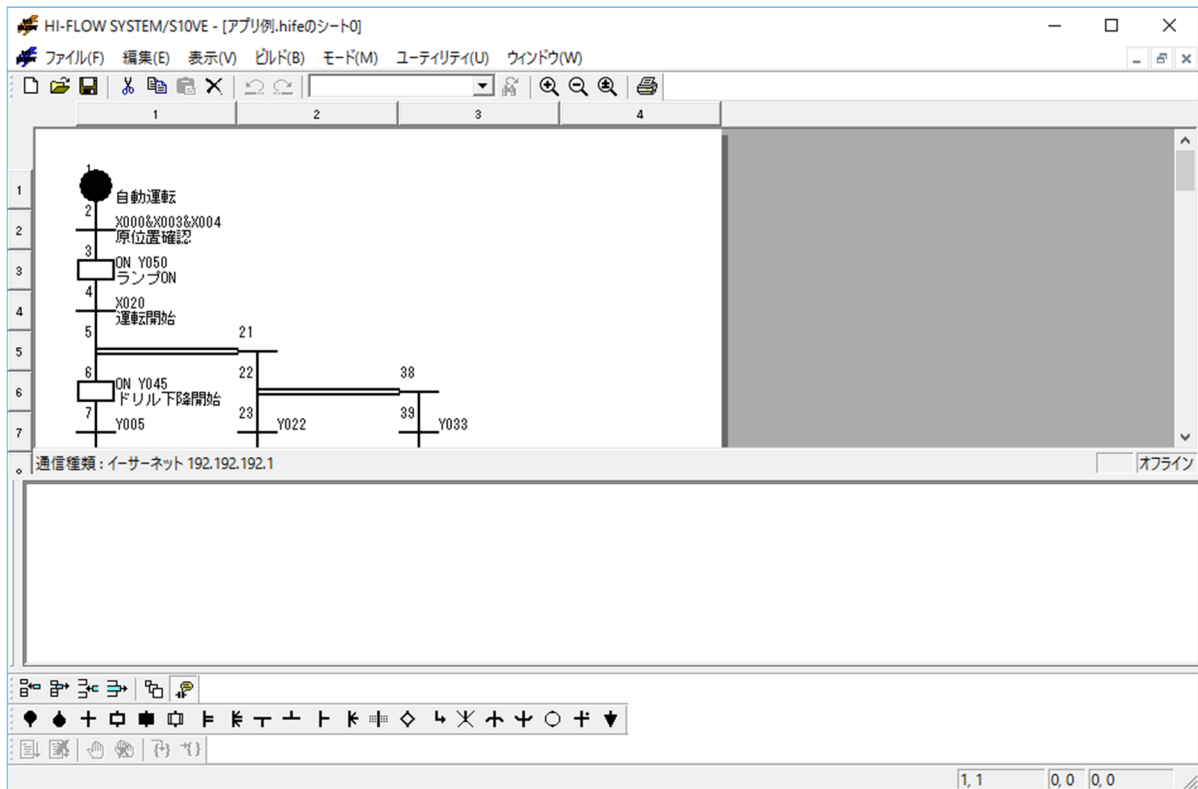 HI-FLOW SYSTEM/S10VE - [アプリ例.hifeのシート0]
ファイル(F) 編集(E) 表示(V) ビルド(B) モード(M) ユーティリティ(U) ウィンドウ(W)
1 2 3 4
1
1
自動運転
2
2
X000&X003&X004
原位置確認
3
3
ON Y050
ランプON
4
4
X020
運転開始
5 21
5
6 22 38
6
ON Y045
ドリル下降開始
7 23 39
7
Y005 Y022 Y033
通信種類 : イーサーネット 192.192.192.1 オフライン
1, 1 0, 0 0, 0